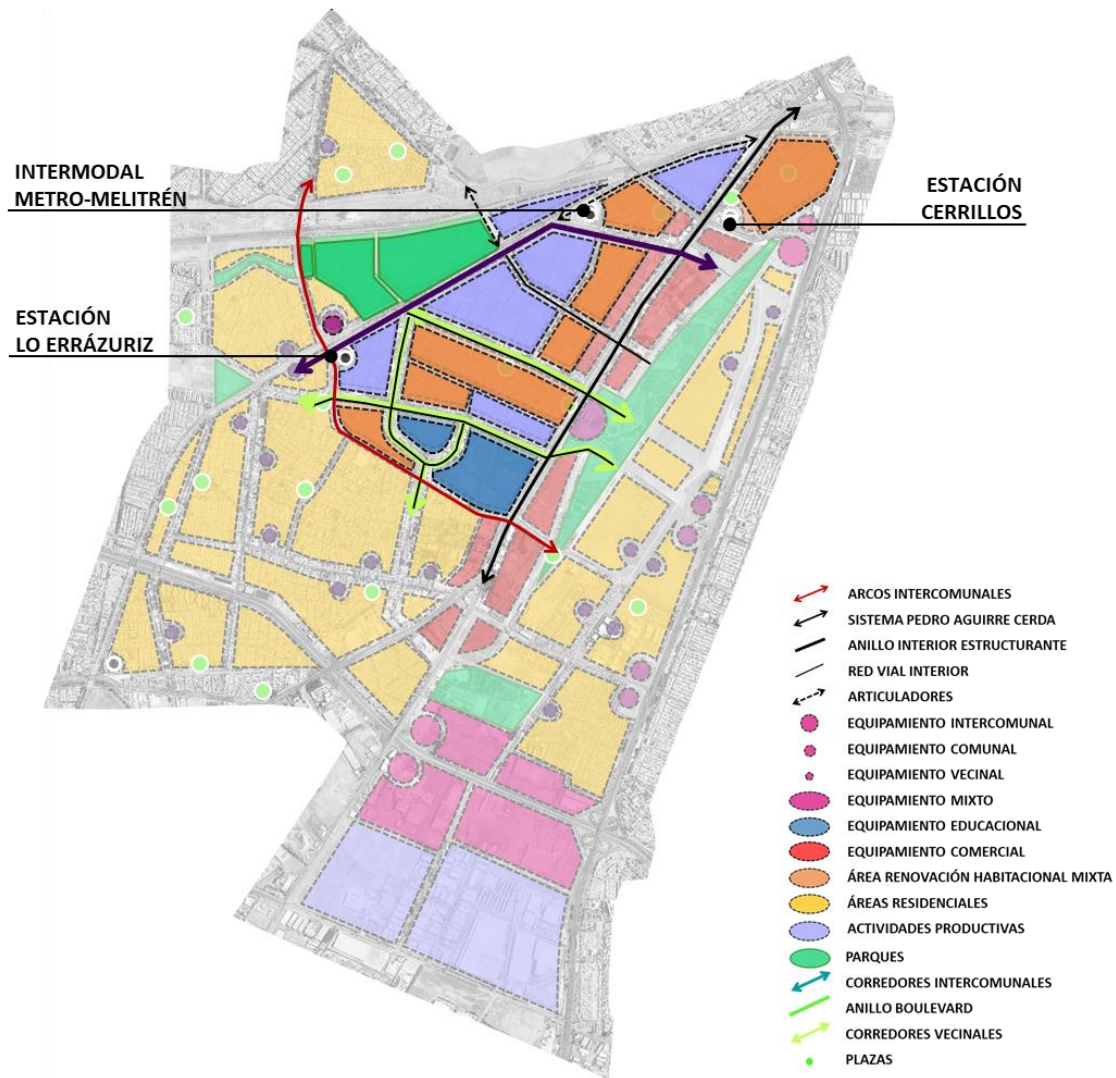 INTERMODAL
METRO-MELITRÉN
ESTACIÓN
CERRILLOS
ESTACIÓN
LO ERRÁZURIZ
ARCOS INTERCOMUNALES
SISTEMA PEDRO AGUIRRE CERDA
ANILLO INTERIOR ESTRUCTURANTE
RED VIAL INTERIOR
ARTICULADORES
EQUIPAMIENTO INTERCOMUNAL
EQUIPAMIENTO COMUNAL
EQUIPAMIENTO VECINAL
EQUIPAMIENTO MIXTO
EQUIPAMIENTO EDUCACIONAL
EQUIPAMIENTO COMERCIAL
ÁREA RENOVACIÓN HABITACIONAL MIXTA
ÁREAS RESIDENCIALES
ACTIVIDADES PRODUCTIVAS
PARQUES
CORREDORES INTERCOMUNALES
ANILLO BOULEVARD
CORREDORES VECINALES
PLAZAS